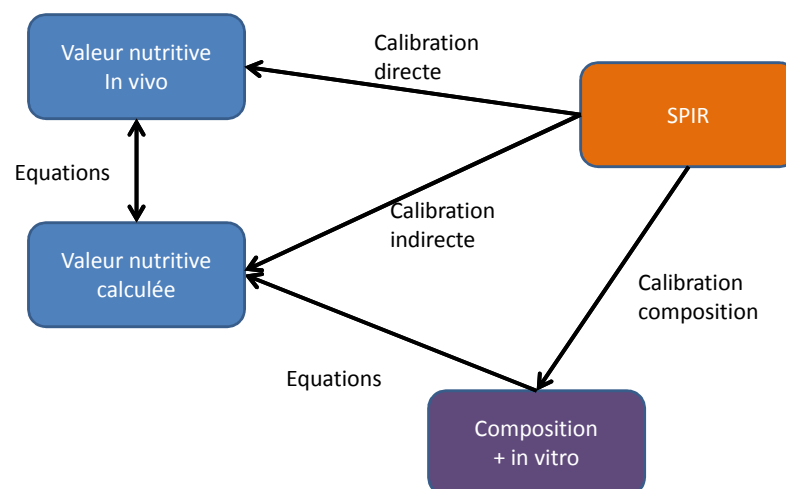 Valeur nutritive
In vivo
Calibration
directe
SPIR
Equations
Valeur nutritive
calculée
Calibration
indirecte
Calibration
composition
Equations
Composition
+ in vitro